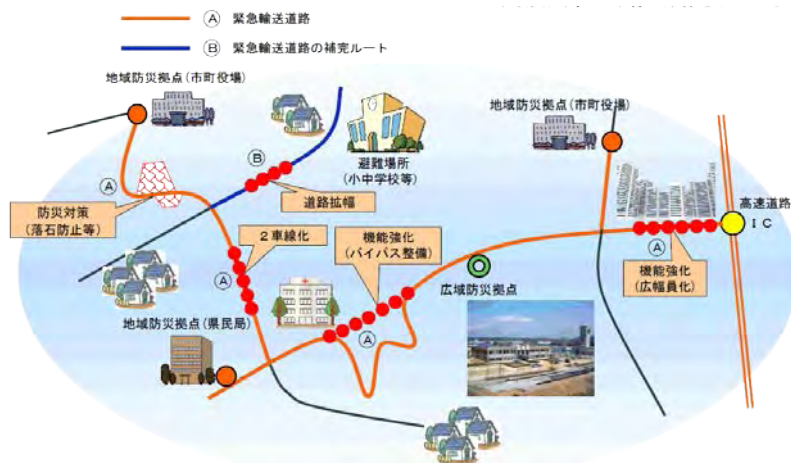 Ⓐ 緊急輸送道路
Ⓑ 緊急輸送道路の補完ルート
地域防災拠点(市町役場)
地域防災拠点(市町役場)
避難場所
(小中学校等)
高速道路
IC
Ⓐ
防災対策
(落石防止等)
Ⓑ
道路拡幅
2車線化
Ⓐ
機能強化
(バイパス整備)
Ⓐ
広域防災拠点
Ⓐ
機能強化
(広幅員化)
地域防災拠点(県民局)